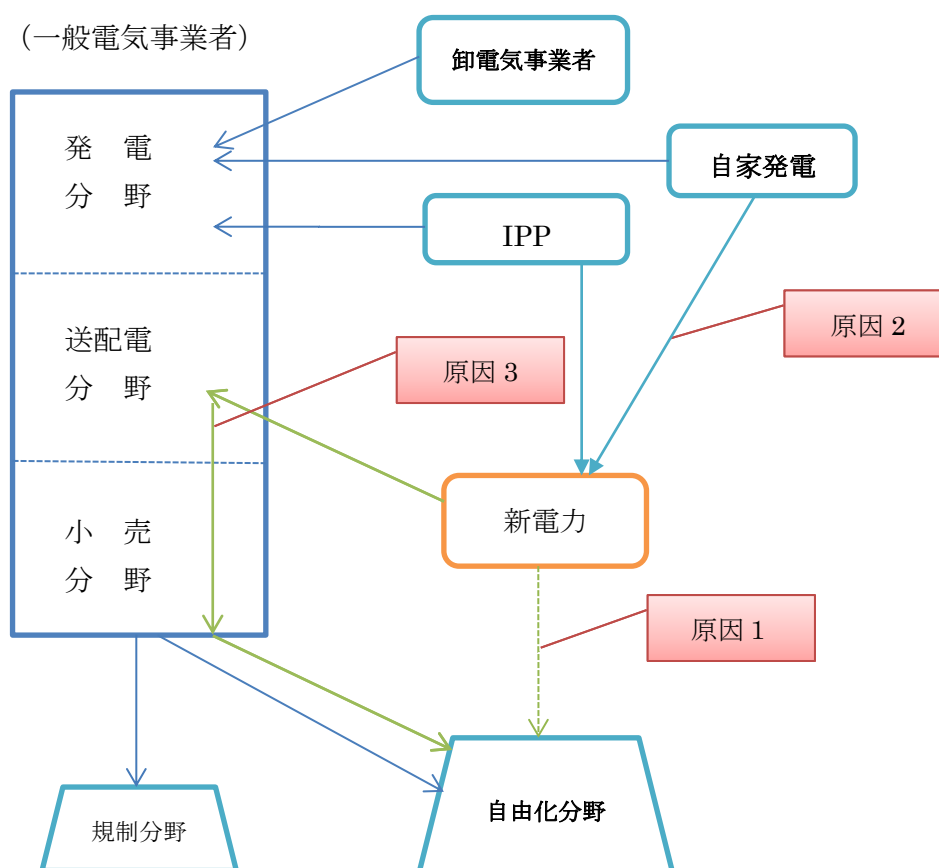 （一般電気事業者）
卸電気事業者
発　電
分　野
自家発電
IPP
原因 2
送配電
分　野
原因 3
新電力
小　売
分　野
原因 1
自由化分野
規制分野